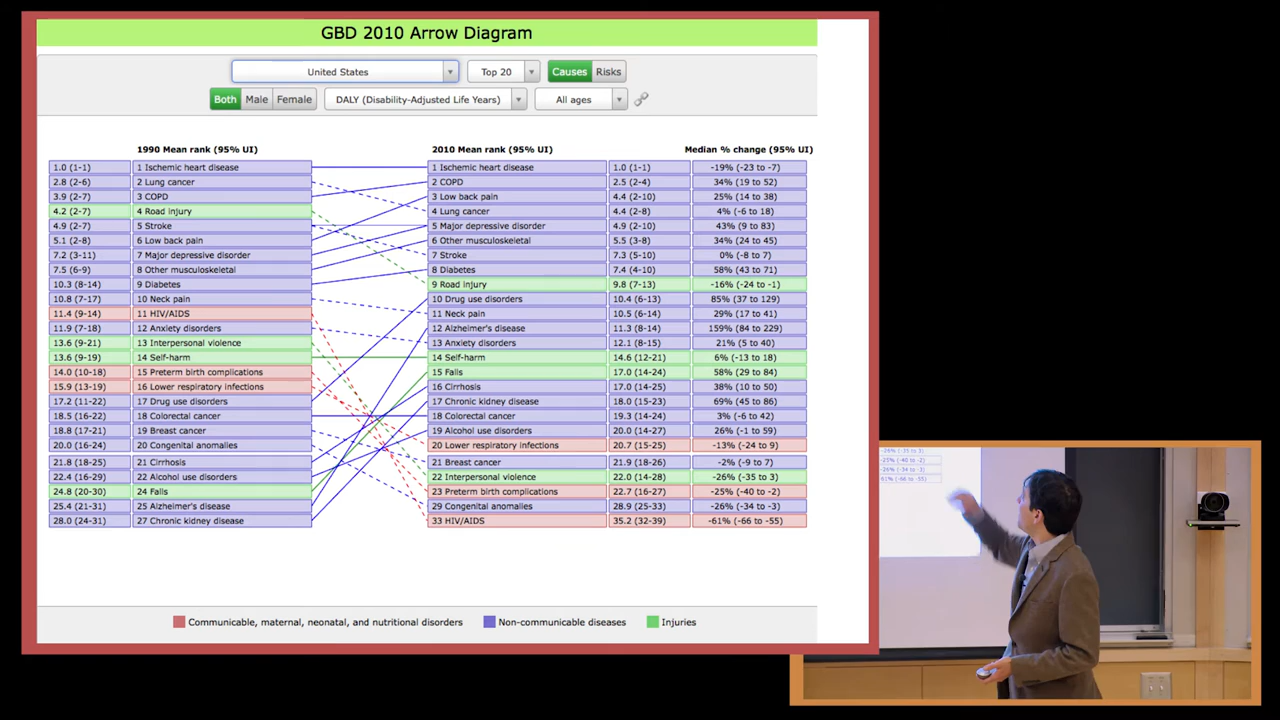 GBD 2010 Arrow Diagram
United States Top 20 Causes Risks
Both Male Female DALY (Disability-Adjusted Life Years) All ages
1990 Mean rank (95% UI) 2010 Mean rank (95% UI) Median % change (95% UI)
1.0 (1-1) 1 Ischemic heart disease 1 Ischemic heart disease 1.0 (1-1) -19% (-23 to -7)
2.8 (2-6) 2 Lung cancer 2 COPD 2.5 (2-4) 34% (19 to 52)
3.9 (2-7) 3 COPD 3 Low back pain 4.4 (2-10) 25% (14 to 38)
4.2 (2-7) 4 Road injury 4 Lung cancer 4.4 (2-8) 4% (-6 to 18)
4.9 (2-7) 5 Stroke 5 Major depressive disorder 4.9 (2-10) 43% (9 to 83)
5.1 (2-8) 6 Low back pain 6 Other musculoskeletal 5.5 (3-8) 34% (24 to 45)
7.2 (3-11) 7 Major depressive disorder 7 Stroke 7.3 (5-10) 0% (-8 to 7)
7.5 (6-9) 8 Other musculoskeletal 8 Diabetes 7.4 (4-10) 58% (43 to 71)
10.3 (8-14) 9 Diabetes 9 Road injury 9.8 (7-13) -16% (-24 to -1)
10.8 (7-17) 10 Neck pain 10 Drug use disorders 10.4 (6-13) 85% (37 to 129)
11.4 (9-14) 11 HIV/AIDS 11 Neck pain 10.5 (6-14) 29% (17 to 41)
11.9 (7-18) 12 Anxiety disorders 12 Alzheimer's disease 11.3 (8-14) 159% (84 to 229)
13.6 (9-21) 13 Interpersonal violence 13 Anxiety disorders 12.1 (8-15) 21% (5 to 40)
13.6 (9-19) 14 Self-harm 14 Self-harm 14.6 (12-21) 6% (-13 to 18)
14.0 (10-18) 15 Preterm birth complications 15 Falls 17.0 (14-24) 58% (29 to 84)
15.9 (13-19) 16 Lower respiratory infections 16 Cirrhosis 17.0 (14-25) 38% (10 to 50)
17.2 (11-22) 17 Drug use disorders 17 Chronic kidney disease 18.0 (15-23) 69% (45 to 86)
18.5 (16-22) 18 Colorectal cancer 18 Colorectal cancer 19.3 (14-24) 3% (-6 to 42)
18.8 (17-21) 19 Breast cancer 19 Alcohol use disorders 20.0 (14-27) 26% (-1 to 59)
20.0 (16-24) 20 Congenital anomalies 20 Lower respiratory infections 20.7 (15-25) -13% (-24 to 9)
21.8 (18-25) 21 Cirrhosis 21 Breast cancer 21.9 (18-26) -2% (-9 to 7)
22.4 (16-29) 22 Alcohol use disorders 22 Interpersonal violence 22.0 (14-28) -26% (-35 to 3)
24.8 (20-30) 24 Falls 23 Preterm birth complications 22.7 (16-27) -25% (-40 to -2)
25.4 (21-31) 25 Alzheimer's disease 29 Congenital anomalies 28.9 (25-33) -26% (-34 to -3)
28.0 (24-31) 27 Chronic kidney disease 33 HIV/AIDS 35.2 (32-39) -61% (-66 to -55)
Communicable, maternal, neonatal, and nutritional disorders Non-communicable diseases Injuries
-26% (-35 to 3)
-25% (-40 to -2)
-26% (-34 to -3)
-61% (-66 to -55)